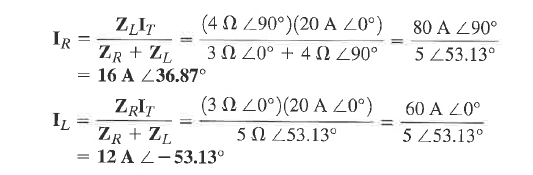 I_R = Z_L I_T / (Z_R + Z_L) = (4 Ω ∠90°)(20 A ∠0°) / (3 Ω ∠0° + 4 Ω ∠90°) = 80 A ∠90° / 5 ∠53.13°
= 16 A ∠36.87°
I_L = Z_R I_T / (Z_R + Z_L) = (3 Ω ∠0°)(20 A ∠0°) / (5 Ω ∠53.13°) = 60 A ∠0° / 5 ∠53.13°
= 12 A ∠−53.13°